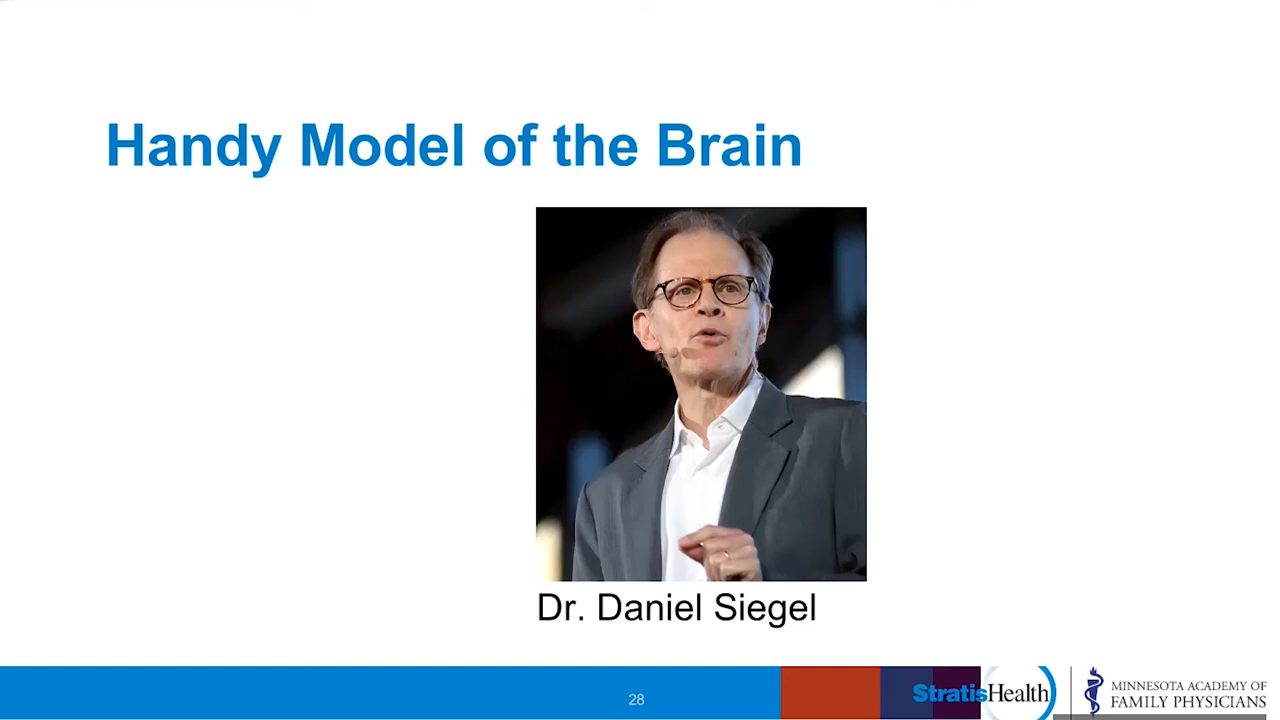 Handy Model of the Brain
Dr. Daniel Siegel
28
StratisHealth
MINNESOTA ACADEMY OF
FAMILY PHYSICIANS